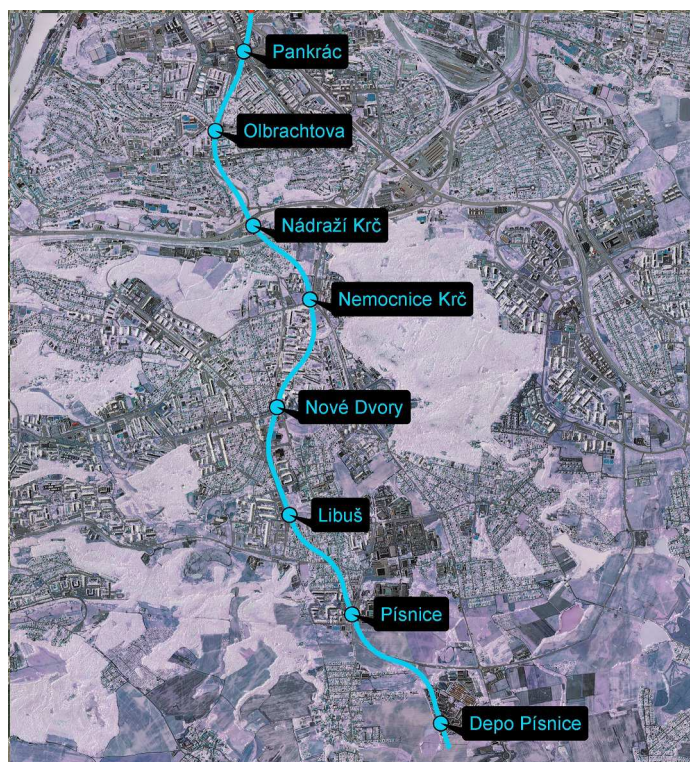 Pankrác
Olbrachtova
Nádraží Krč
Nemocnice Krč
Nové Dvory
Libuš
Písnice
Depo Písnice